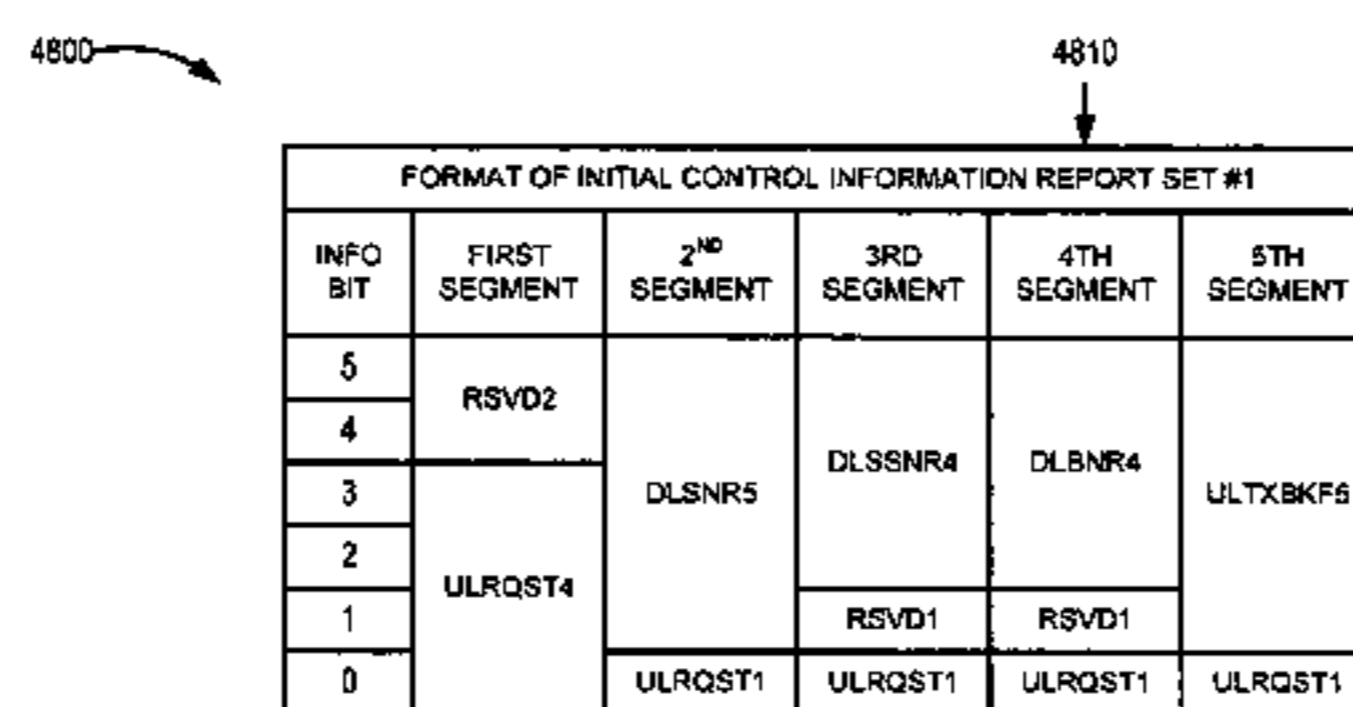 4800
4810
FORMAT OF INITIAL CONTROL INFORMATION REPORT SET #1
INFO BIT
FIRST SEGMENT
2ND SEGMENT
3RD SEGMENT
4TH SEGMENT
5TH SEGMENT
5
4
3
2
1
0
RSVD2
ULRQST4
DLSNR5
ULRQST1
DLSSNR4
RSVD1
ULRQST1
DLBNR4
RSVD1
ULRQST1
ULTXBKF5
ULRQST1